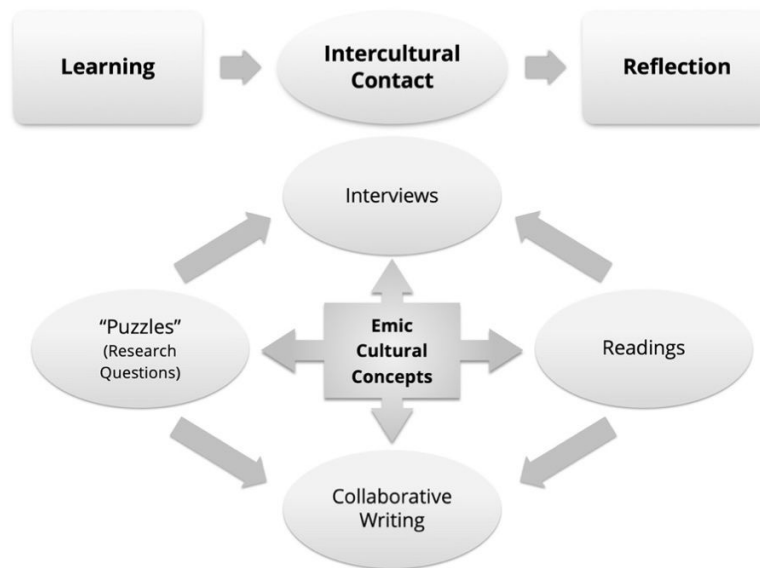 Learning
Intercultural
Contact
Reflection
Interviews
“Puzzles”
(Research
Questions)
Emic
Cultural
Concepts
Readings
Collaborative
Writing